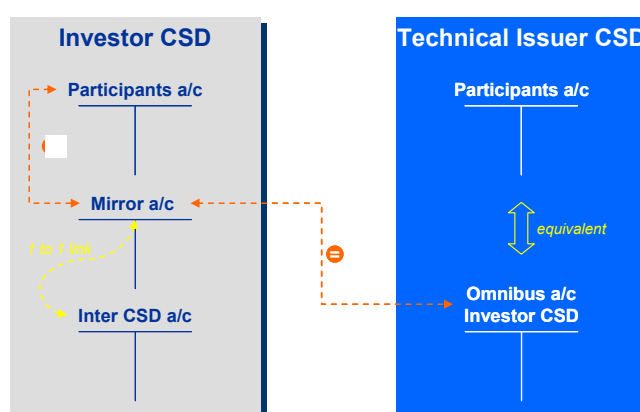 Investor CSD
Participants a/c
Mirror a/c
1 to 1 link
Inter CSD a/c
=
Technical Issuer CSD
Participants a/c
equivalent
Omnibus a/c
Investor CSD